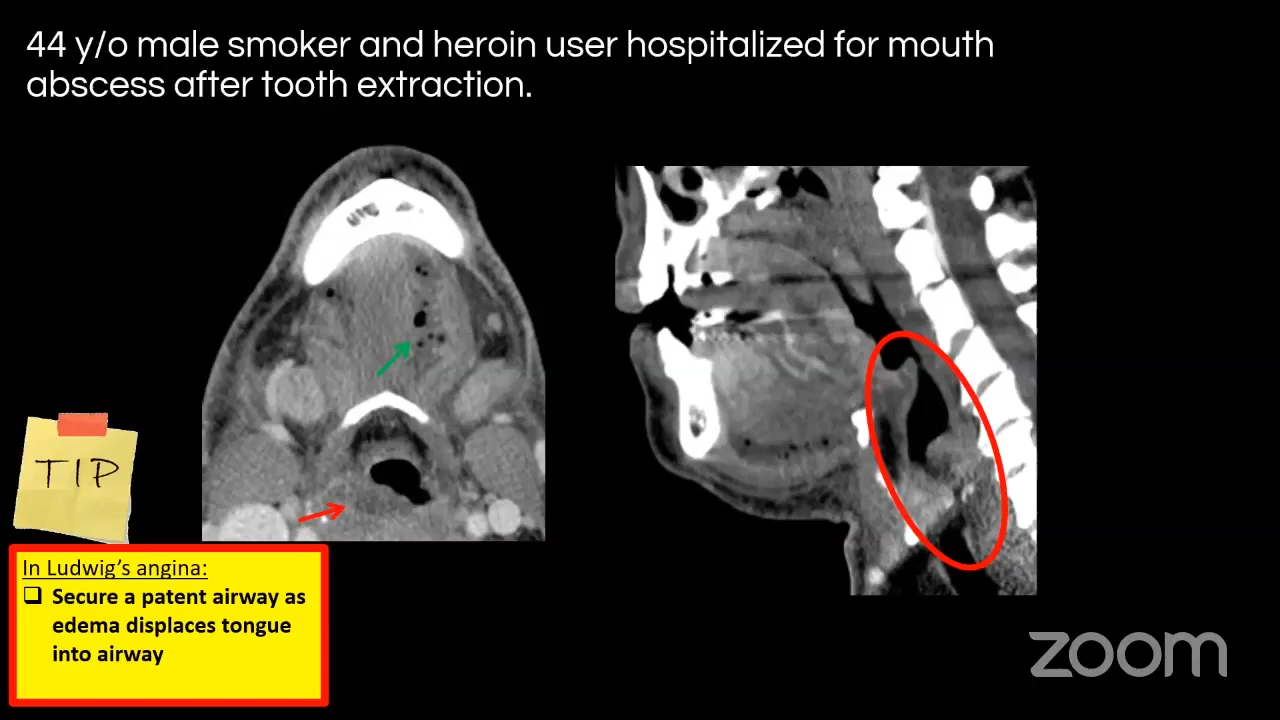 44 y/o male smoker and heroin user hospitalized for mouth
abscess after tooth extraction.
TIP
In Ludwig's angina:
❑ Secure a patent airway as
edema displaces tongue
into airway
zoom